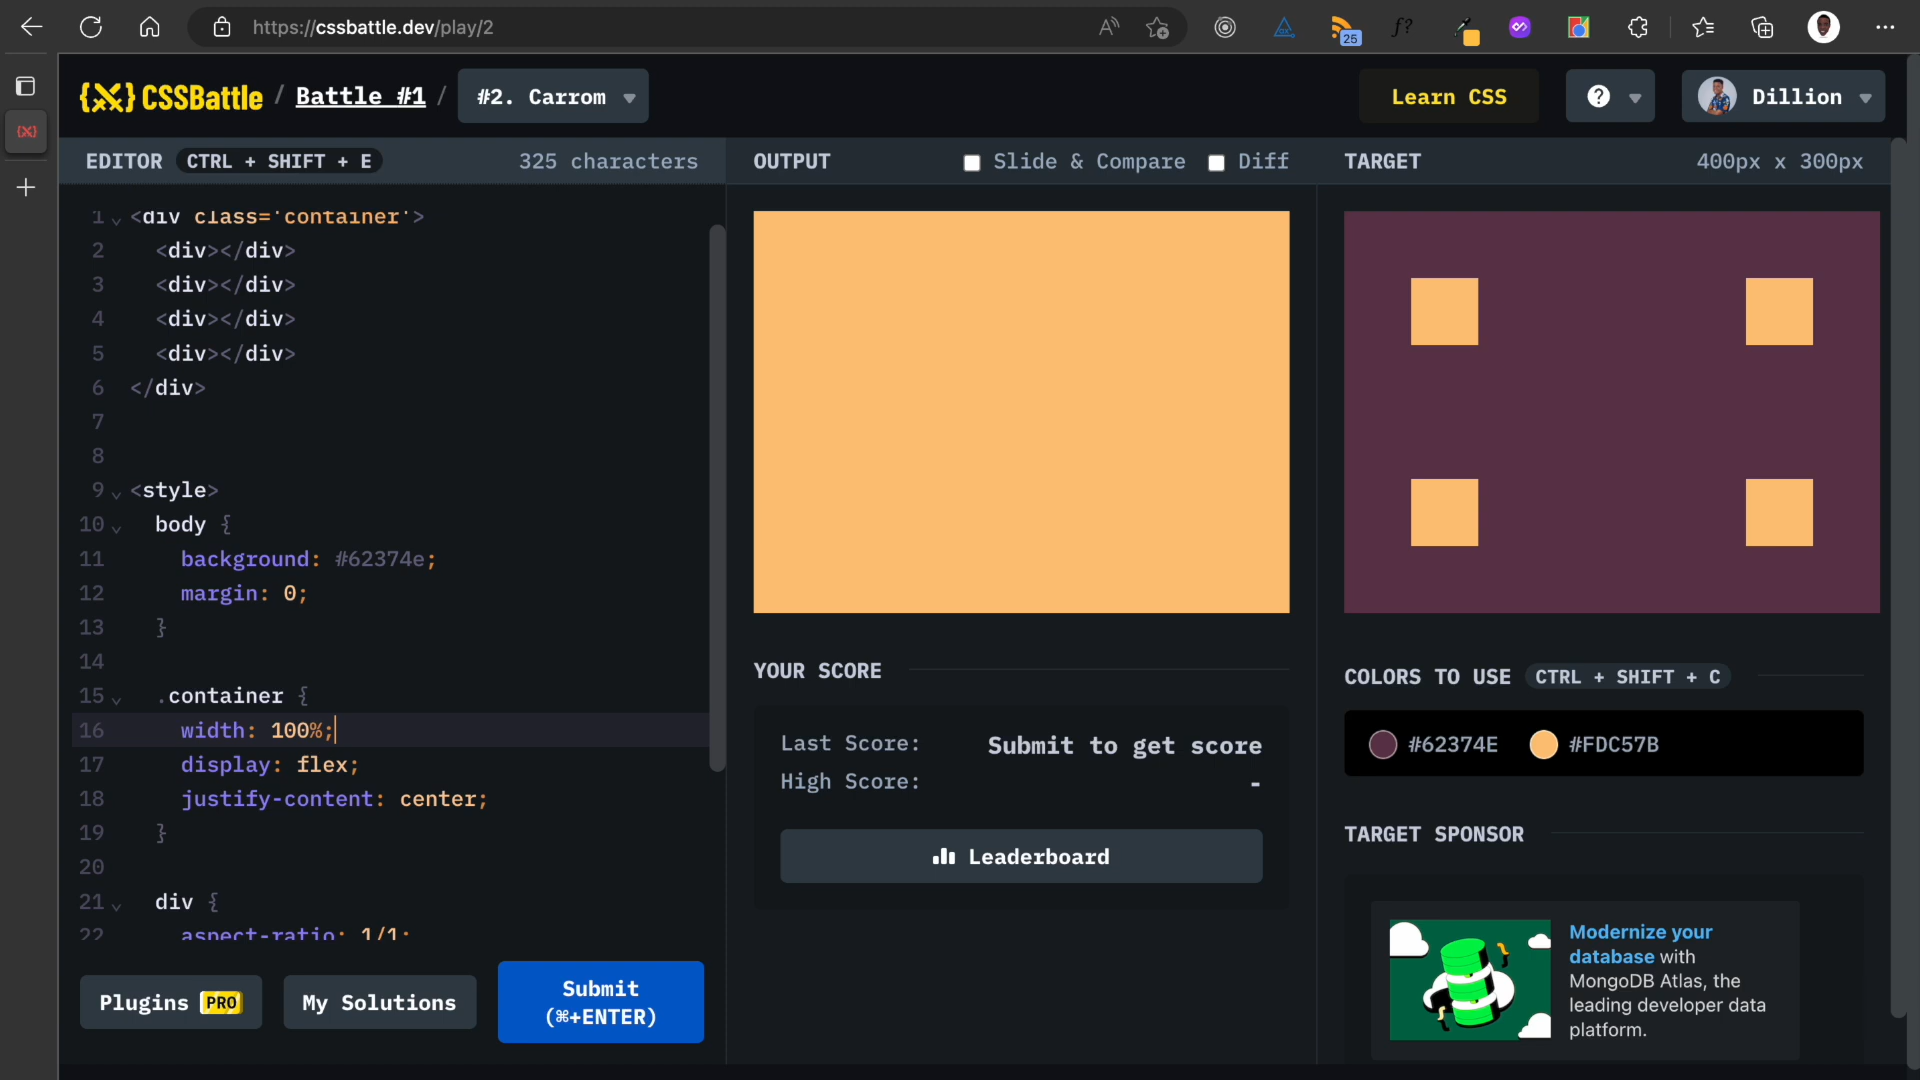 https://cssbattle.dev/play/2
25
f?
{X} CSSBattle / Battle #1 / #2. Carrom
Learn CSS
?
Dillion
EDITOR CTRL + SHIFT + E 325 characters
OUTPUT Slide & Compare Diff
TARGET 400px x 300px
1 <div class='container'>
2 <div></div>
3 <div></div>
4 <div></div>
5 <div></div>
6 </div>
7
8
9 <style>
10 body {
11 background: #62374e;
12 margin: 0;
13 }
14
15 .container {
16 width: 100%;
17 display: flex;
18 justify-content: center;
19 }
20
21 div {
22 aspect-ratio: 1/1;
Plugins PRO
My Solutions
Submit
(⌘+ENTER)
YOUR SCORE
Last Score: Submit to get score
High Score: -
Leaderboard
COLORS TO USE CTRL + SHIFT + C
#62374E #FDC57B
TARGET SPONSOR
Modernize your
database with
MongoDB Atlas, the
leading developer data
platform.